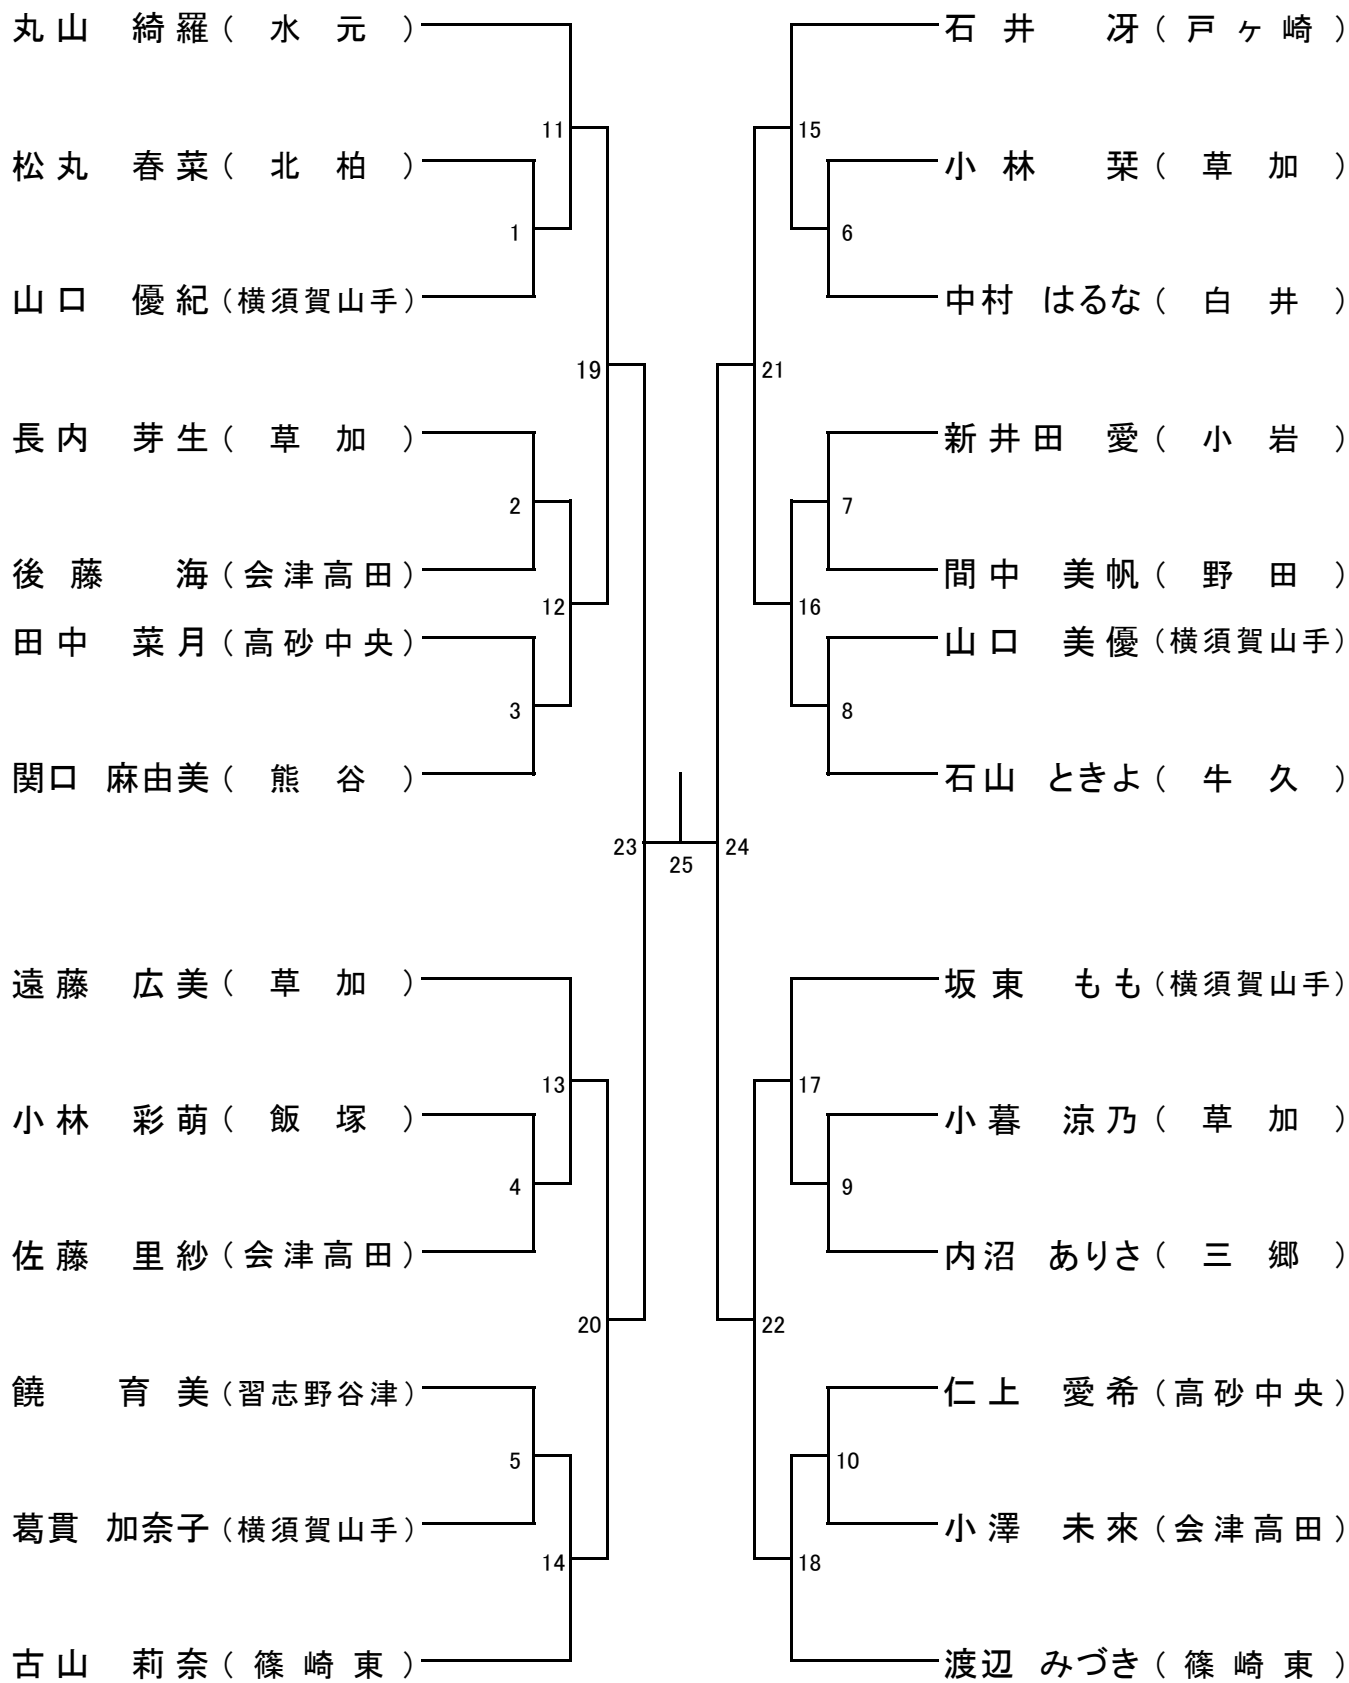 丸山 綺羅(水元)
11
松丸 春菜(北柏)
1
山口 優紀(横須賀山手)
19
長内 芽生(草加)
2
後藤 海(会津高田)
12
田中 菜月(高砂中央)
3
関口 麻由美(熊谷)
23
遠藤 広美(草加)
13
小林 彩萌(飯塚)
4
佐藤 里紗(会津高田)
20
饒 育美(習志野谷津)
5
葛貫 加奈子(横須賀山手)
14
古山 莉奈(篠崎東)
25
石井 冴(戸ヶ崎)
15
小林 栞(草加)
6
中村 はるな(白井)
21
新井田 愛(小岩)
7
間中 美帆(野田)
16
山口 美優(横須賀山手)
8
石山 ときよ(牛久)
24
坂東 もも(横須賀山手)
17
小暮 涼乃(草加)
9
内沼 ありさ(三郷)
22
仁上 愛希(高砂中央)
10
小澤 未來(会津高田)
18
渡辺 みづき(篠崎東)